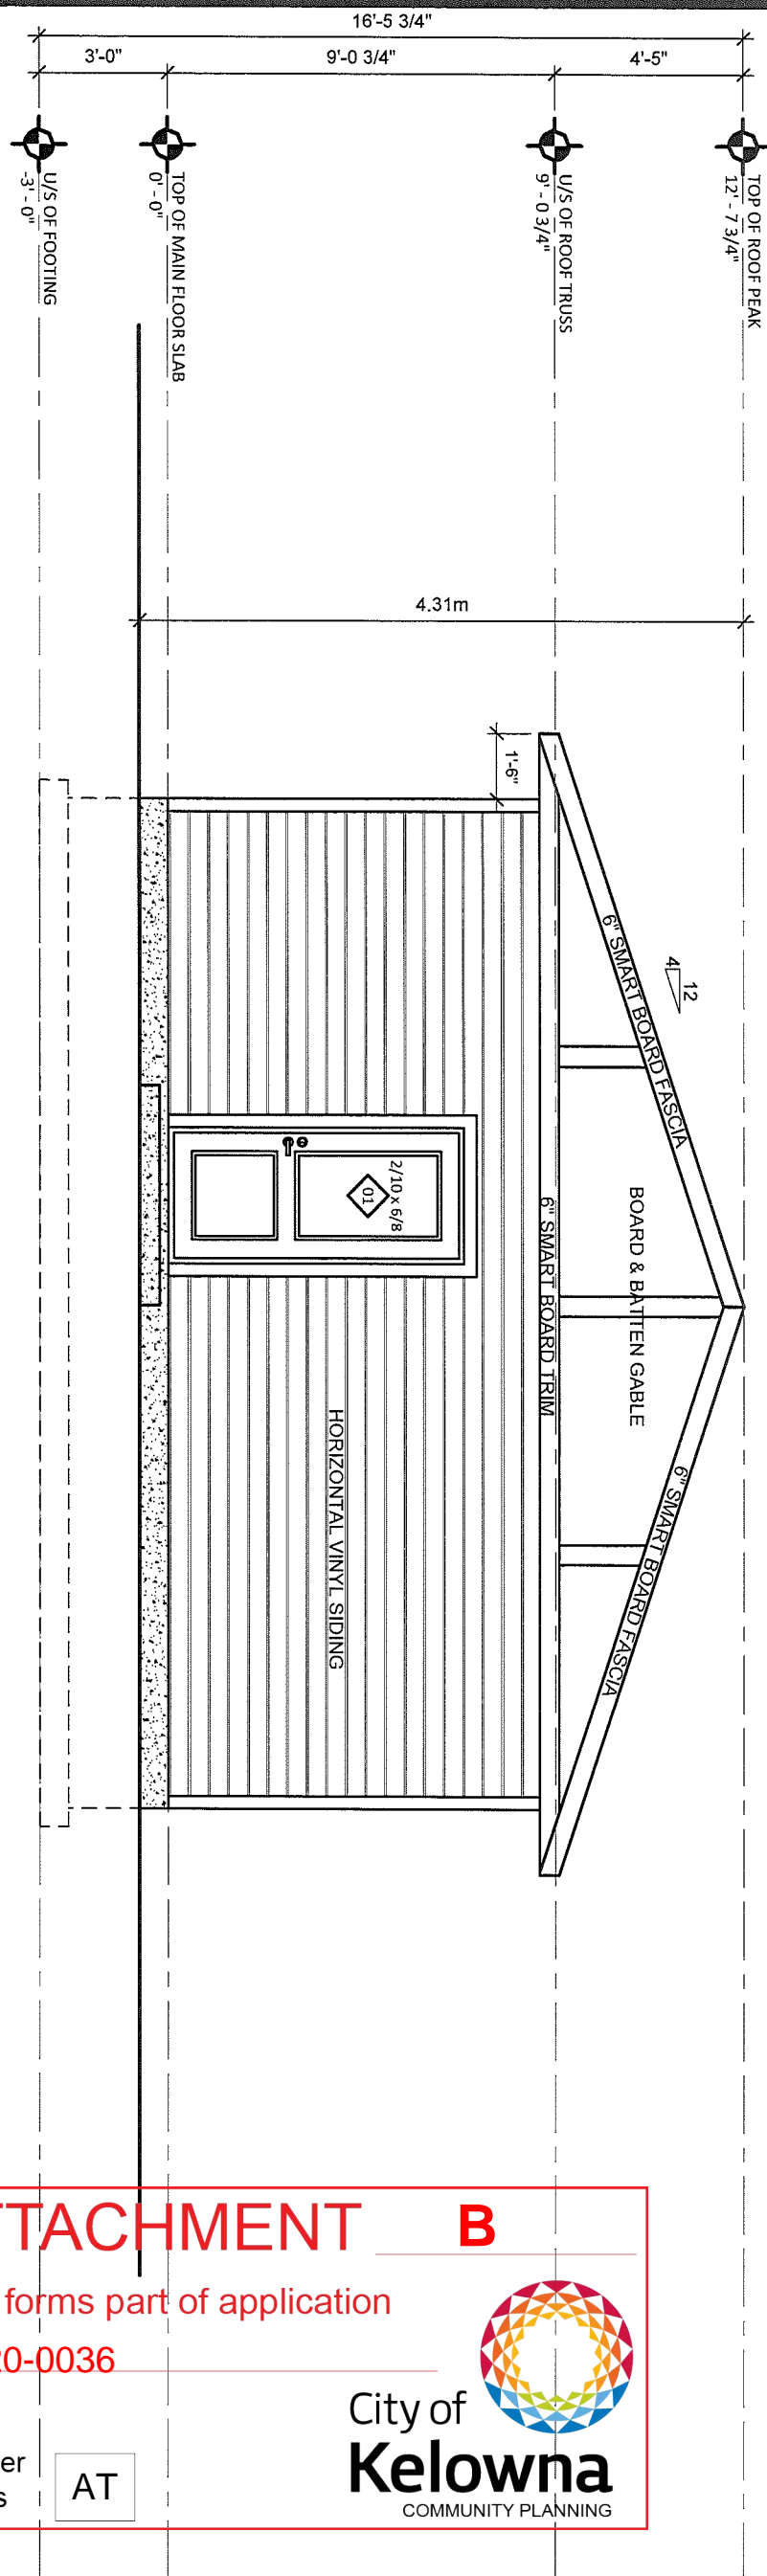 16'-5 3/4"
3'-0"
9'-0 3/4"
4'-5"
U/S OF FOOTING
-3' - 0"
TOP OF MAIN FLOOR SLAB
0' - 0"
U/S OF ROOF TRUSS
9' - 0 3/4"
TOP OF ROOF PEAK
12' - 7 3/4"
4.31m
1'-6"
6" SMART BOARD FASCIA
12
4
2/10 x 6/8
01
6" SMART BOARD TRIM
BOARD & BATTEN GABLE
HORIZONTAL VINYL SIDING
6" SMART BOARD FASCIA
TTACHMENT B
forms part of application
20-0036
City of
Kelowna
COMMUNITY PLANNING
er
s
AT